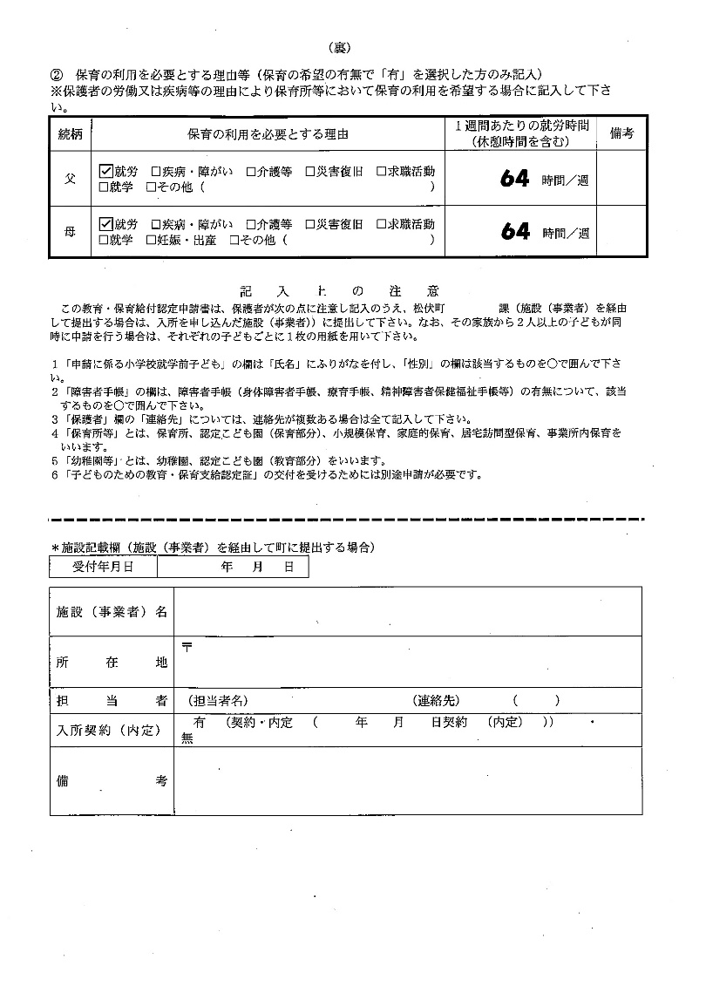 （裏）
② 保育の利用を必要とする理由等（保育の希望の有無で「有」を選択した方のみ記入）
※保護者の労働又は疾病等の理由により保育所等において保育の利用を希望する場合に記入して下さ
い。
続柄 保育の利用を必要とする理由 １週間あたりの就労時間（休憩時間を含む） 備考
父 ☑就労 □疾病・障がい □介護等 □災害復旧 □求職活動
□就学 □その他（ ） 64 時間／週
母 ☑就労 □疾病・障がい □介護等 □災害復旧 □求職活動
□就学 □妊娠・出産 □その他（ ） 64 時間／週
記 入 上 の 注 意
この教育・保育給付認定申請書は、保護者が次の点に注意し記入のうえ、松伏町 課（施設（事業者）を経由
して提出する場合は、入所を申し込んだ施設（事業者））に提出して下さい。なお、その家族から２人以上の子どもが同
時に申請を行う場合は、それぞれの子どもごとに１枚の用紙を用いて下さい。
１「申請に係る小学校就学前子ども」の欄は「氏名」にふりがなを付し、「性別」の欄は該当するものを○で囲んで下さ
い。
２「障害者手帳」の欄は、障害者手帳（身体障害者手帳、療育手帳、精神障害者保健福祉手帳等）の有無について、該当
するものを○で囲んで下さい。
３「保護者」欄の「連絡先」については、連絡先が複数ある場合は全て記入して下さい。
４「保育所等」とは、保育所、認定こども園（保育部分）、小規模保育、家庭的保育、居宅訪問型保育、事業所内保育を
いいます。
５「幼稚園等」とは、幼稚園、認定こども園（教育部分）をいいます。
６「子どものための教育・保育支給認定証」の交付を受けるためには別途申請が必要です。
＊施設記載欄（施設（事業者）を経由して町に提出する場合）
受付年月日 年 月 日
施設（事業者）名
所 在 地 〒
担 当 者 （担当者名） （連絡先） （ ）
入所契約（内定） 有 （契約・内定 （ 年 月 日契約 （内定） ）） ・
無
備 考